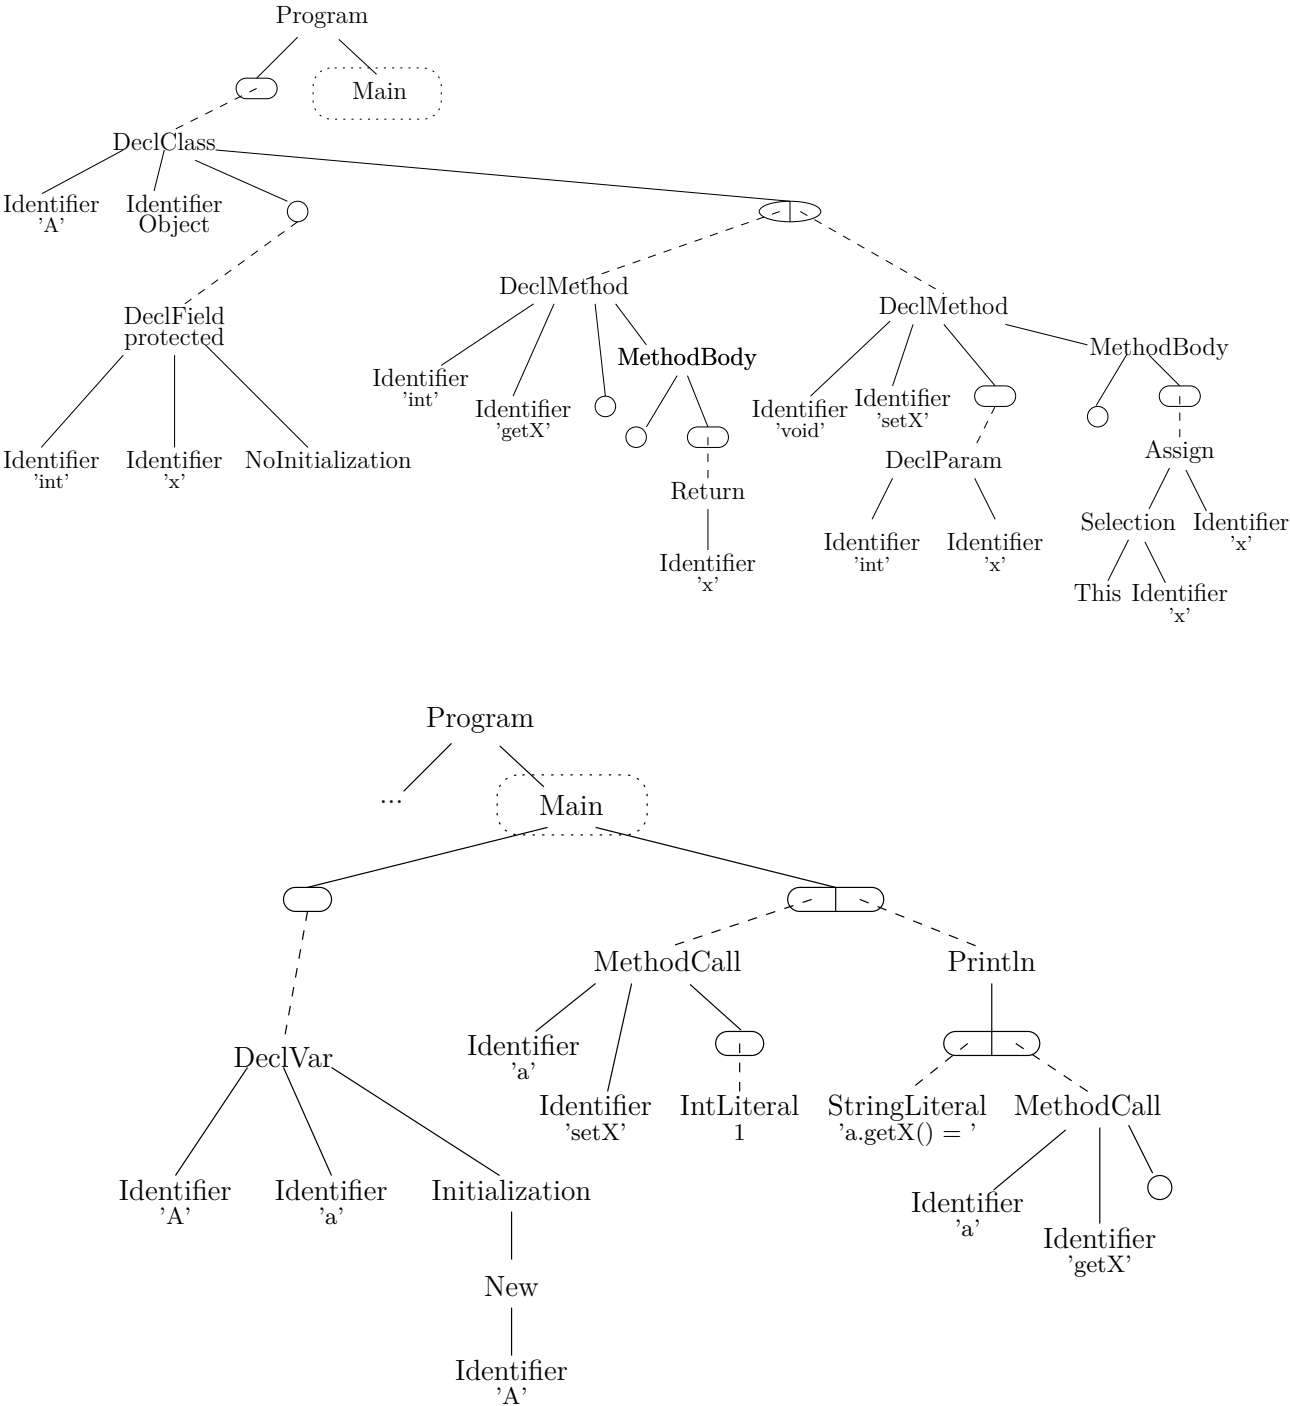 Program
Main
DeclClass
Identifier
'A'
Identifier
Object
DeclField
protected
Identifier
'int'
Identifier
'x'
NoInitialization
DeclMethod
Identifier
'int'
Identifier
'getX'
MethodBody
Return
Identifier
'x'
DeclMethod
Identifier
'void'
Identifier
'setX'
DeclParam
Identifier
'int'
Identifier
'x'
MethodBody
Assign
Selection
Identifier
'x'
This
Identifier
'x'
Program
...
Main
DeclVar
Identifier
'A'
Identifier
'a'
Initialization
New
Identifier
'A'
MethodCall
Identifier
'a'
Identifier
'setX'
IntLiteral
1
Println
StringLiteral
'a.getX() = '
MethodCall
Identifier
'a'
Identifier
'getX'